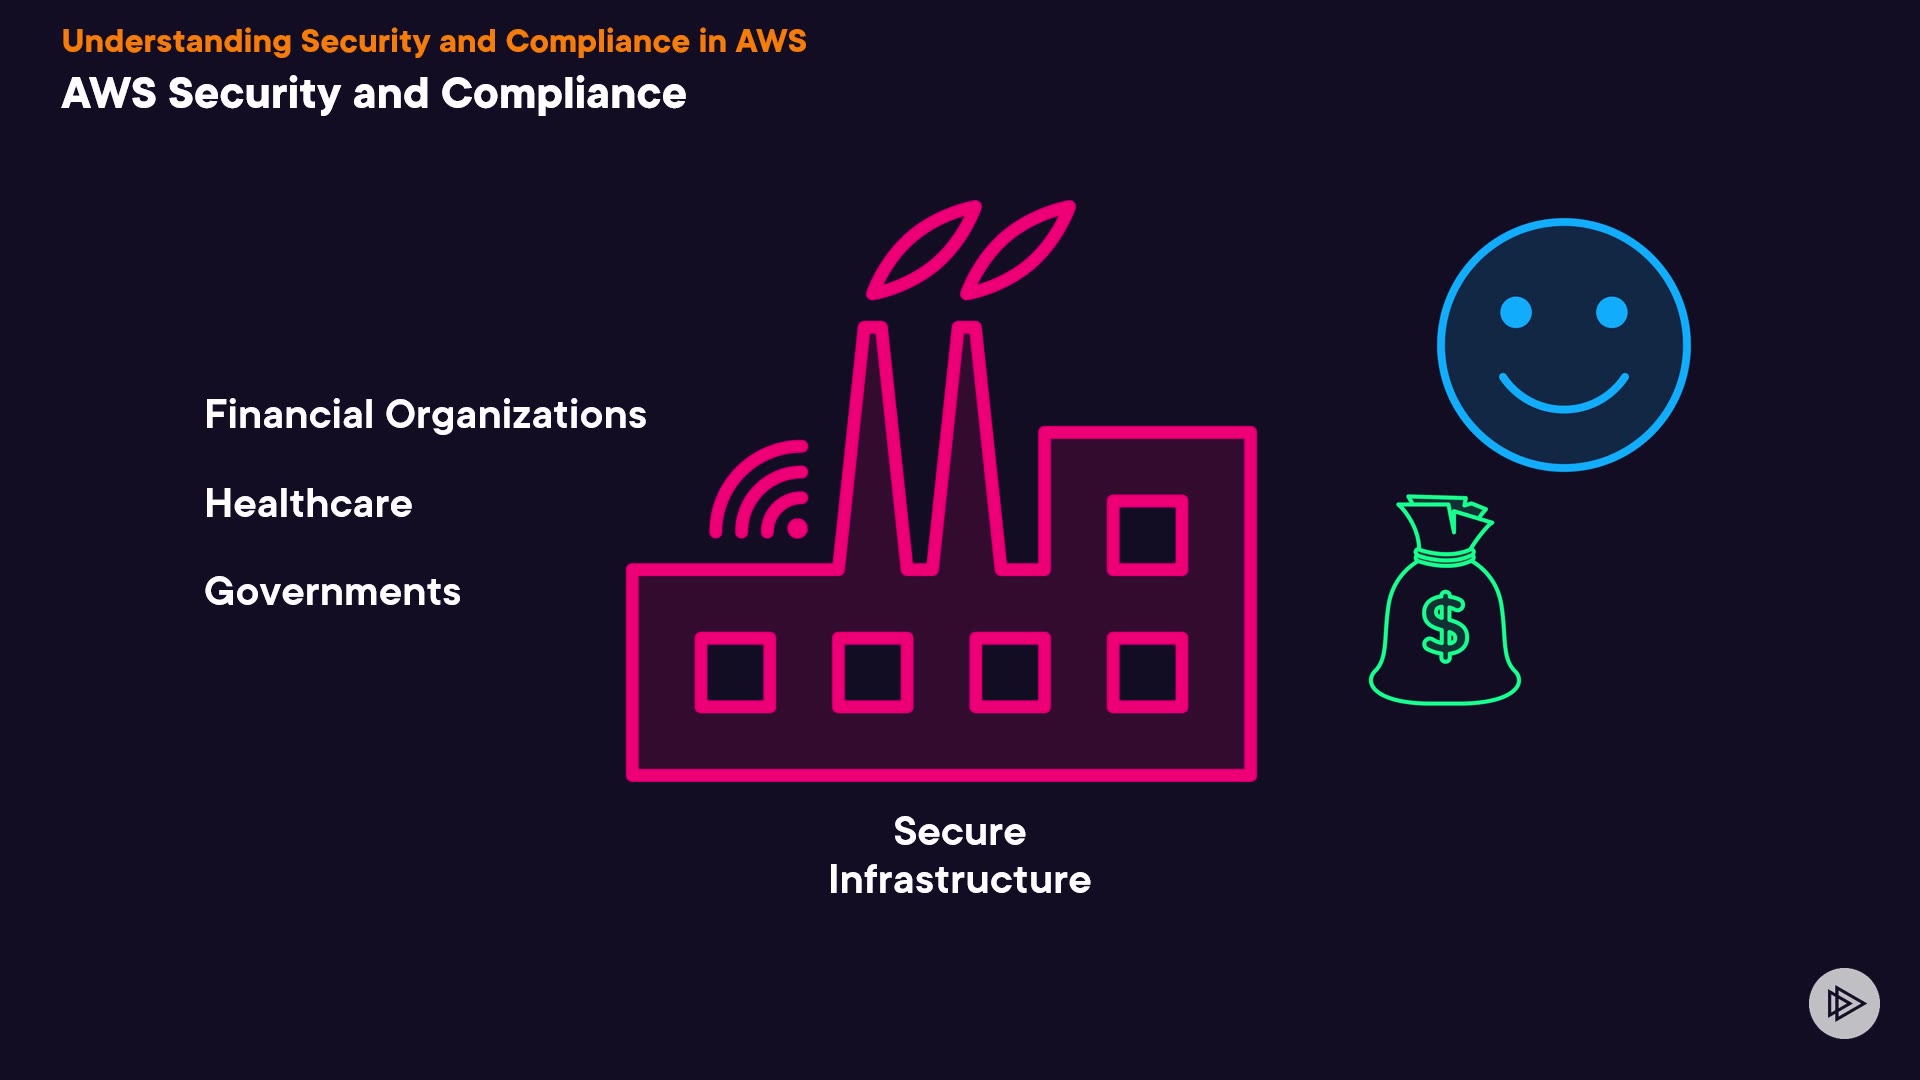 Understanding Security and Compliance in AWS
AWS Security and Compliance
Financial Organizations
Healthcare
Governments
$
Secure
Infrastructure